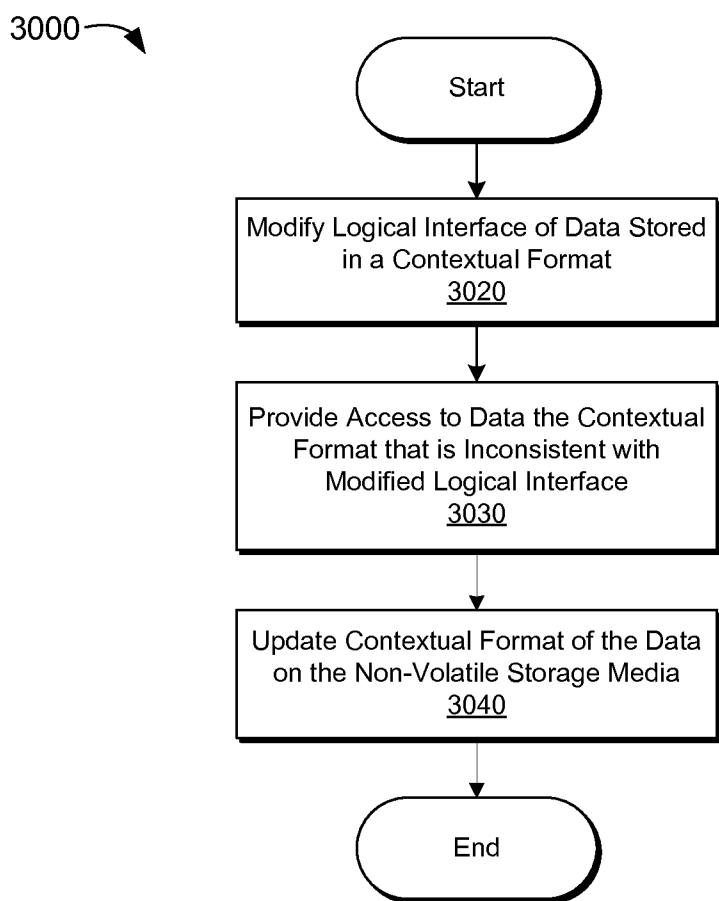 3000
Start
Modify Logical Interface of Data Stored
in a Contextual Format
3020
Provide Access to Data the Contextual
Format that is Inconsistent with
Modified Logical Interface
3030
Update Contextual Format of the Data
on the Non-Volatile Storage Media
3040
End